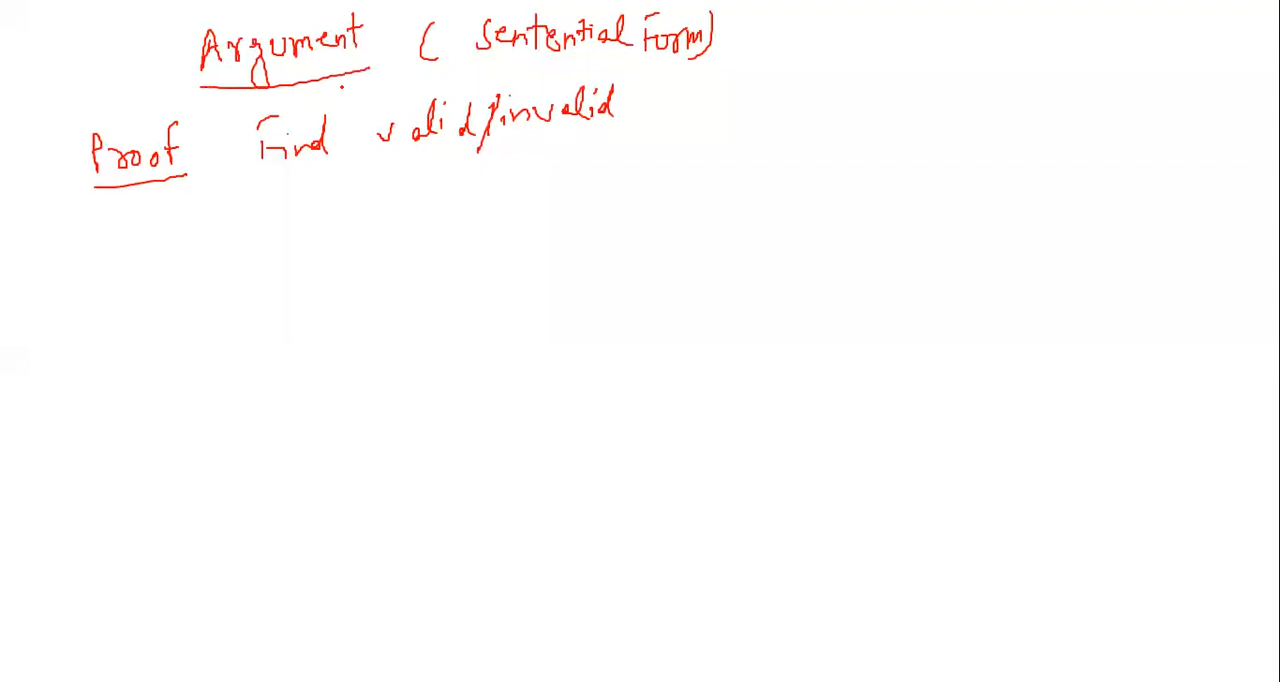 Argument (Sentential Form)
Proof Find valid/invalid